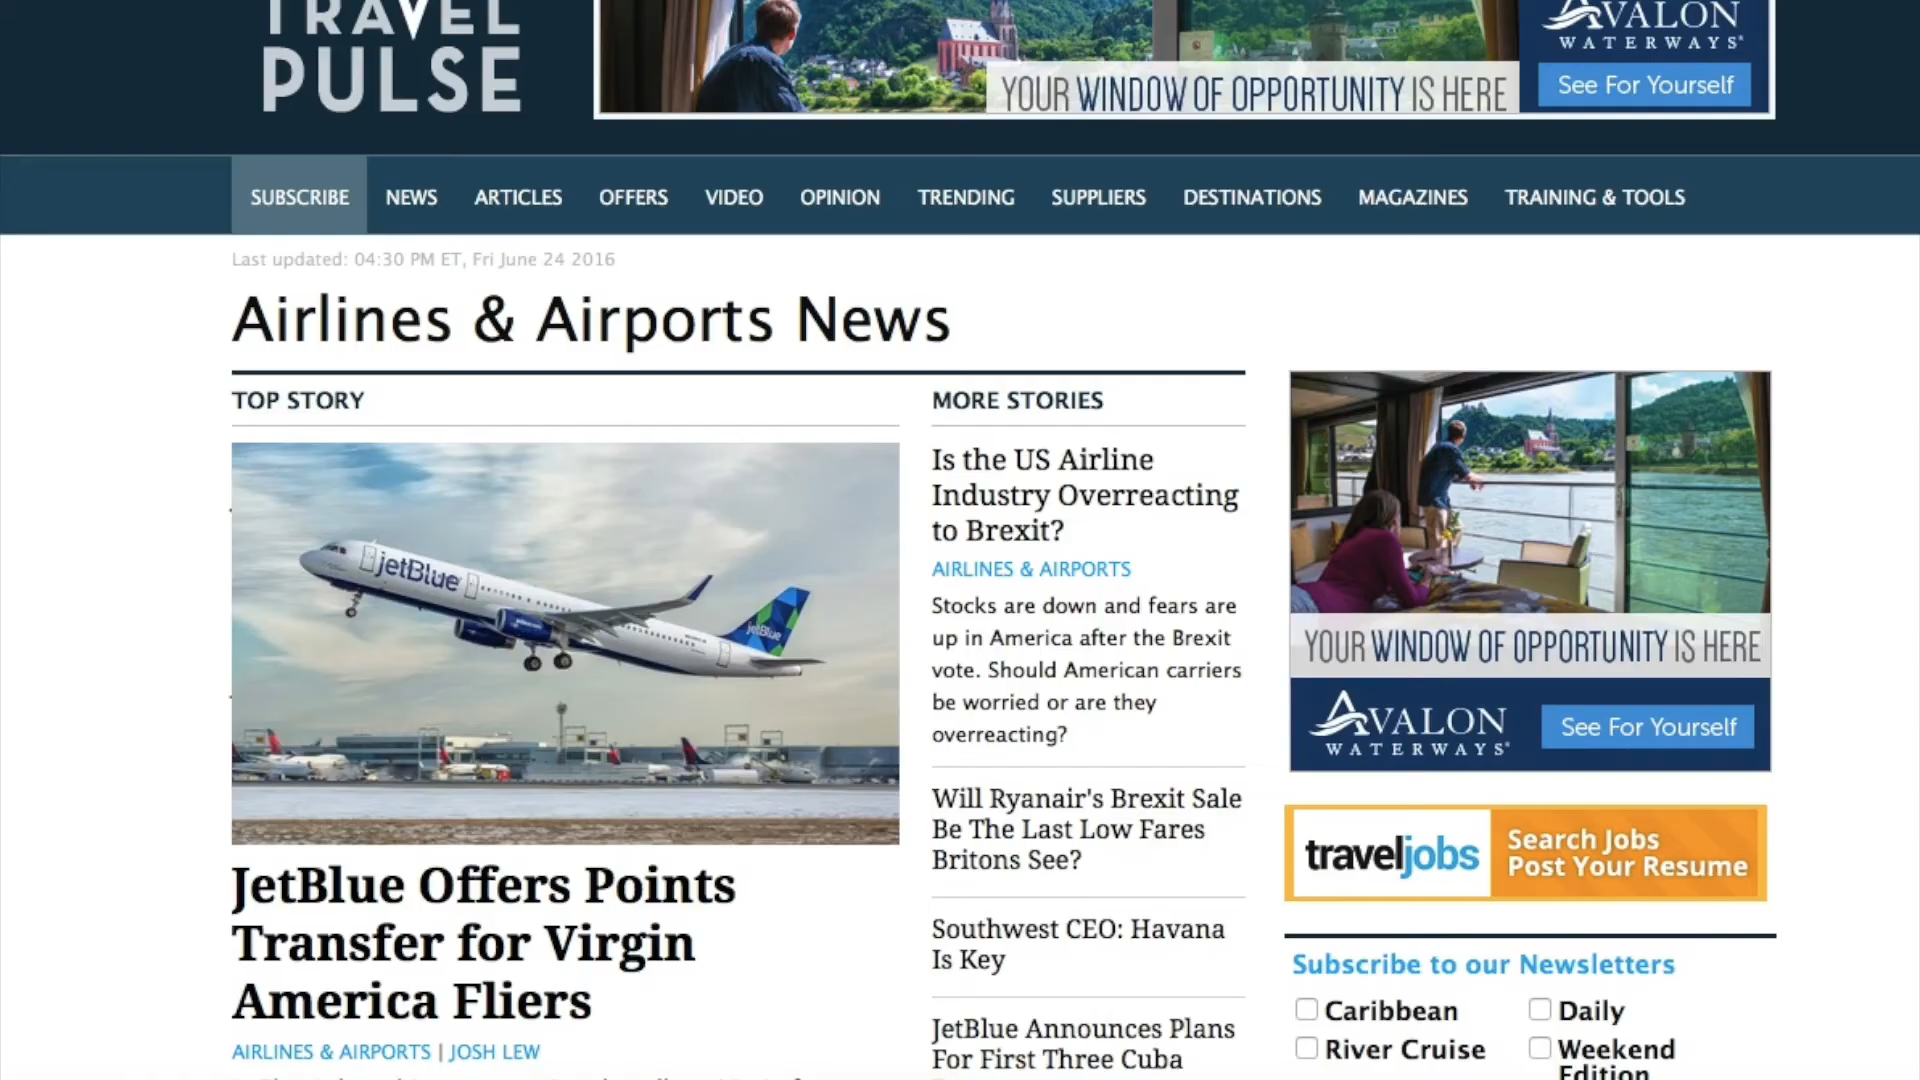 TRAVEL
PULSE
YOUR WINDOW OF OPPORTUNITY IS HERE
AVALON
WATERWAYS®
See For Yourself
SUBSCRIBE NEWS ARTICLES OFFERS VIDEO OPINION TRENDING SUPPLIERS DESTINATIONS MAGAZINES TRAINING & TOOLS
Last updated: 04:30 PM ET, Fri June 24 2016
Airlines & Airports News
TOP STORY
jetBlue
jetBlue
JetBlue Offers Points
Transfer for Virgin
America Fliers
AIRLINES & AIRPORTS | JOSH LEW
MORE STORIES
Is the US Airline
Industry Overreacting
to Brexit?
AIRLINES & AIRPORTS
Stocks are down and fears are
up in America after the Brexit
vote. Should American carriers
be worried or are they
overreacting?
Will Ryanair's Brexit Sale
Be The Last Low Fares
Britons See?
Southwest CEO: Havana
Is Key
JetBlue Announces Plans
For First Three Cuba
YOUR WINDOW OF OPPORTUNITY IS HERE
AVALON
WATERWAYS®
See For Yourself
traveljobs
Search Jobs
Post Your Resume
Subscribe to our Newsletters
Caribbean
Daily
River Cruise
Weekend
Edition